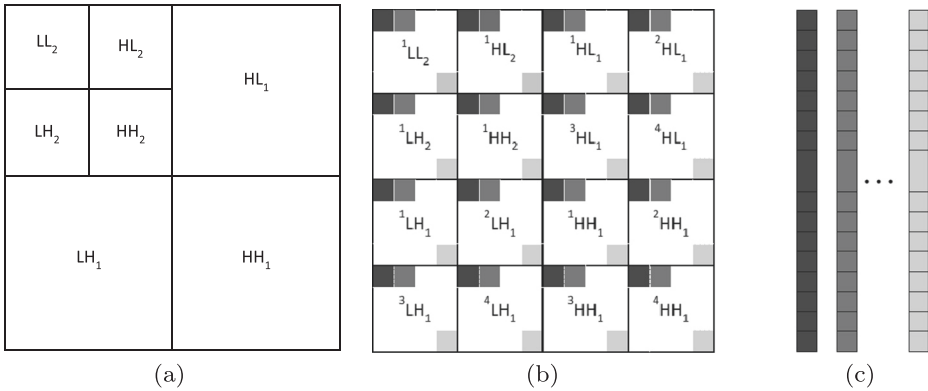 LL₂ HL₂ HL₁
LH₂ HH₂
LH₁ HH₁
(a)
¹LL₂ ¹HL₂ ¹HL₁ ²HL₁
¹LH₂ ¹HH₂ ³HL₁ ⁴HL₁
¹LH₁ ²LH₁ ¹HH₁ ²HH₁
³LH₁ ⁴LH₁ ³HH₁ ⁴HH₁
(b)
...
(c)